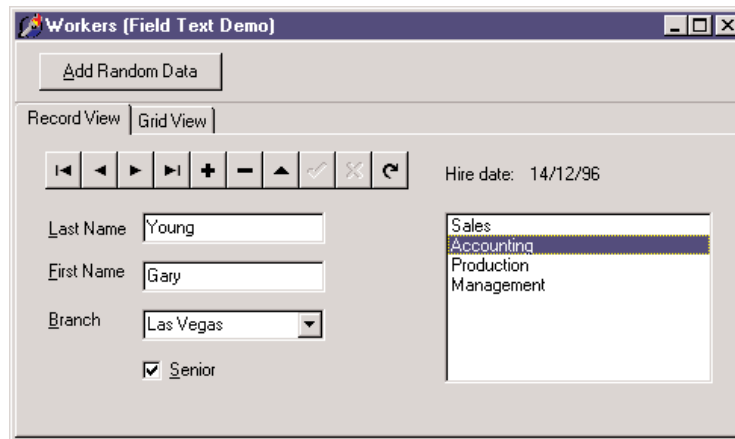 Workers (Field Text Demo)
Add Random Data
Record View
Grid View
Hire date: 14/12/96
Last Name
Young
First Name
Gary
Branch
Las Vegas
Senior
Sales
Accounting
Production
Management